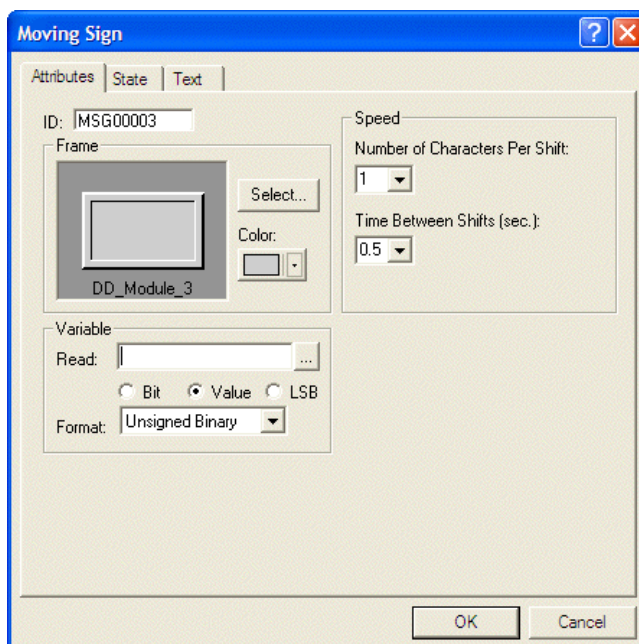 Moving Sign
Attributes State Text
ID: MSG00003
Frame
Select...
Color:
DD_Module_3
Variable
Read: ...
Bit Value LSB
Format: Unsigned Binary
Speed
Number of Characters Per Shift:
1
Time Between Shifts (sec.):
0.5
OK Cancel